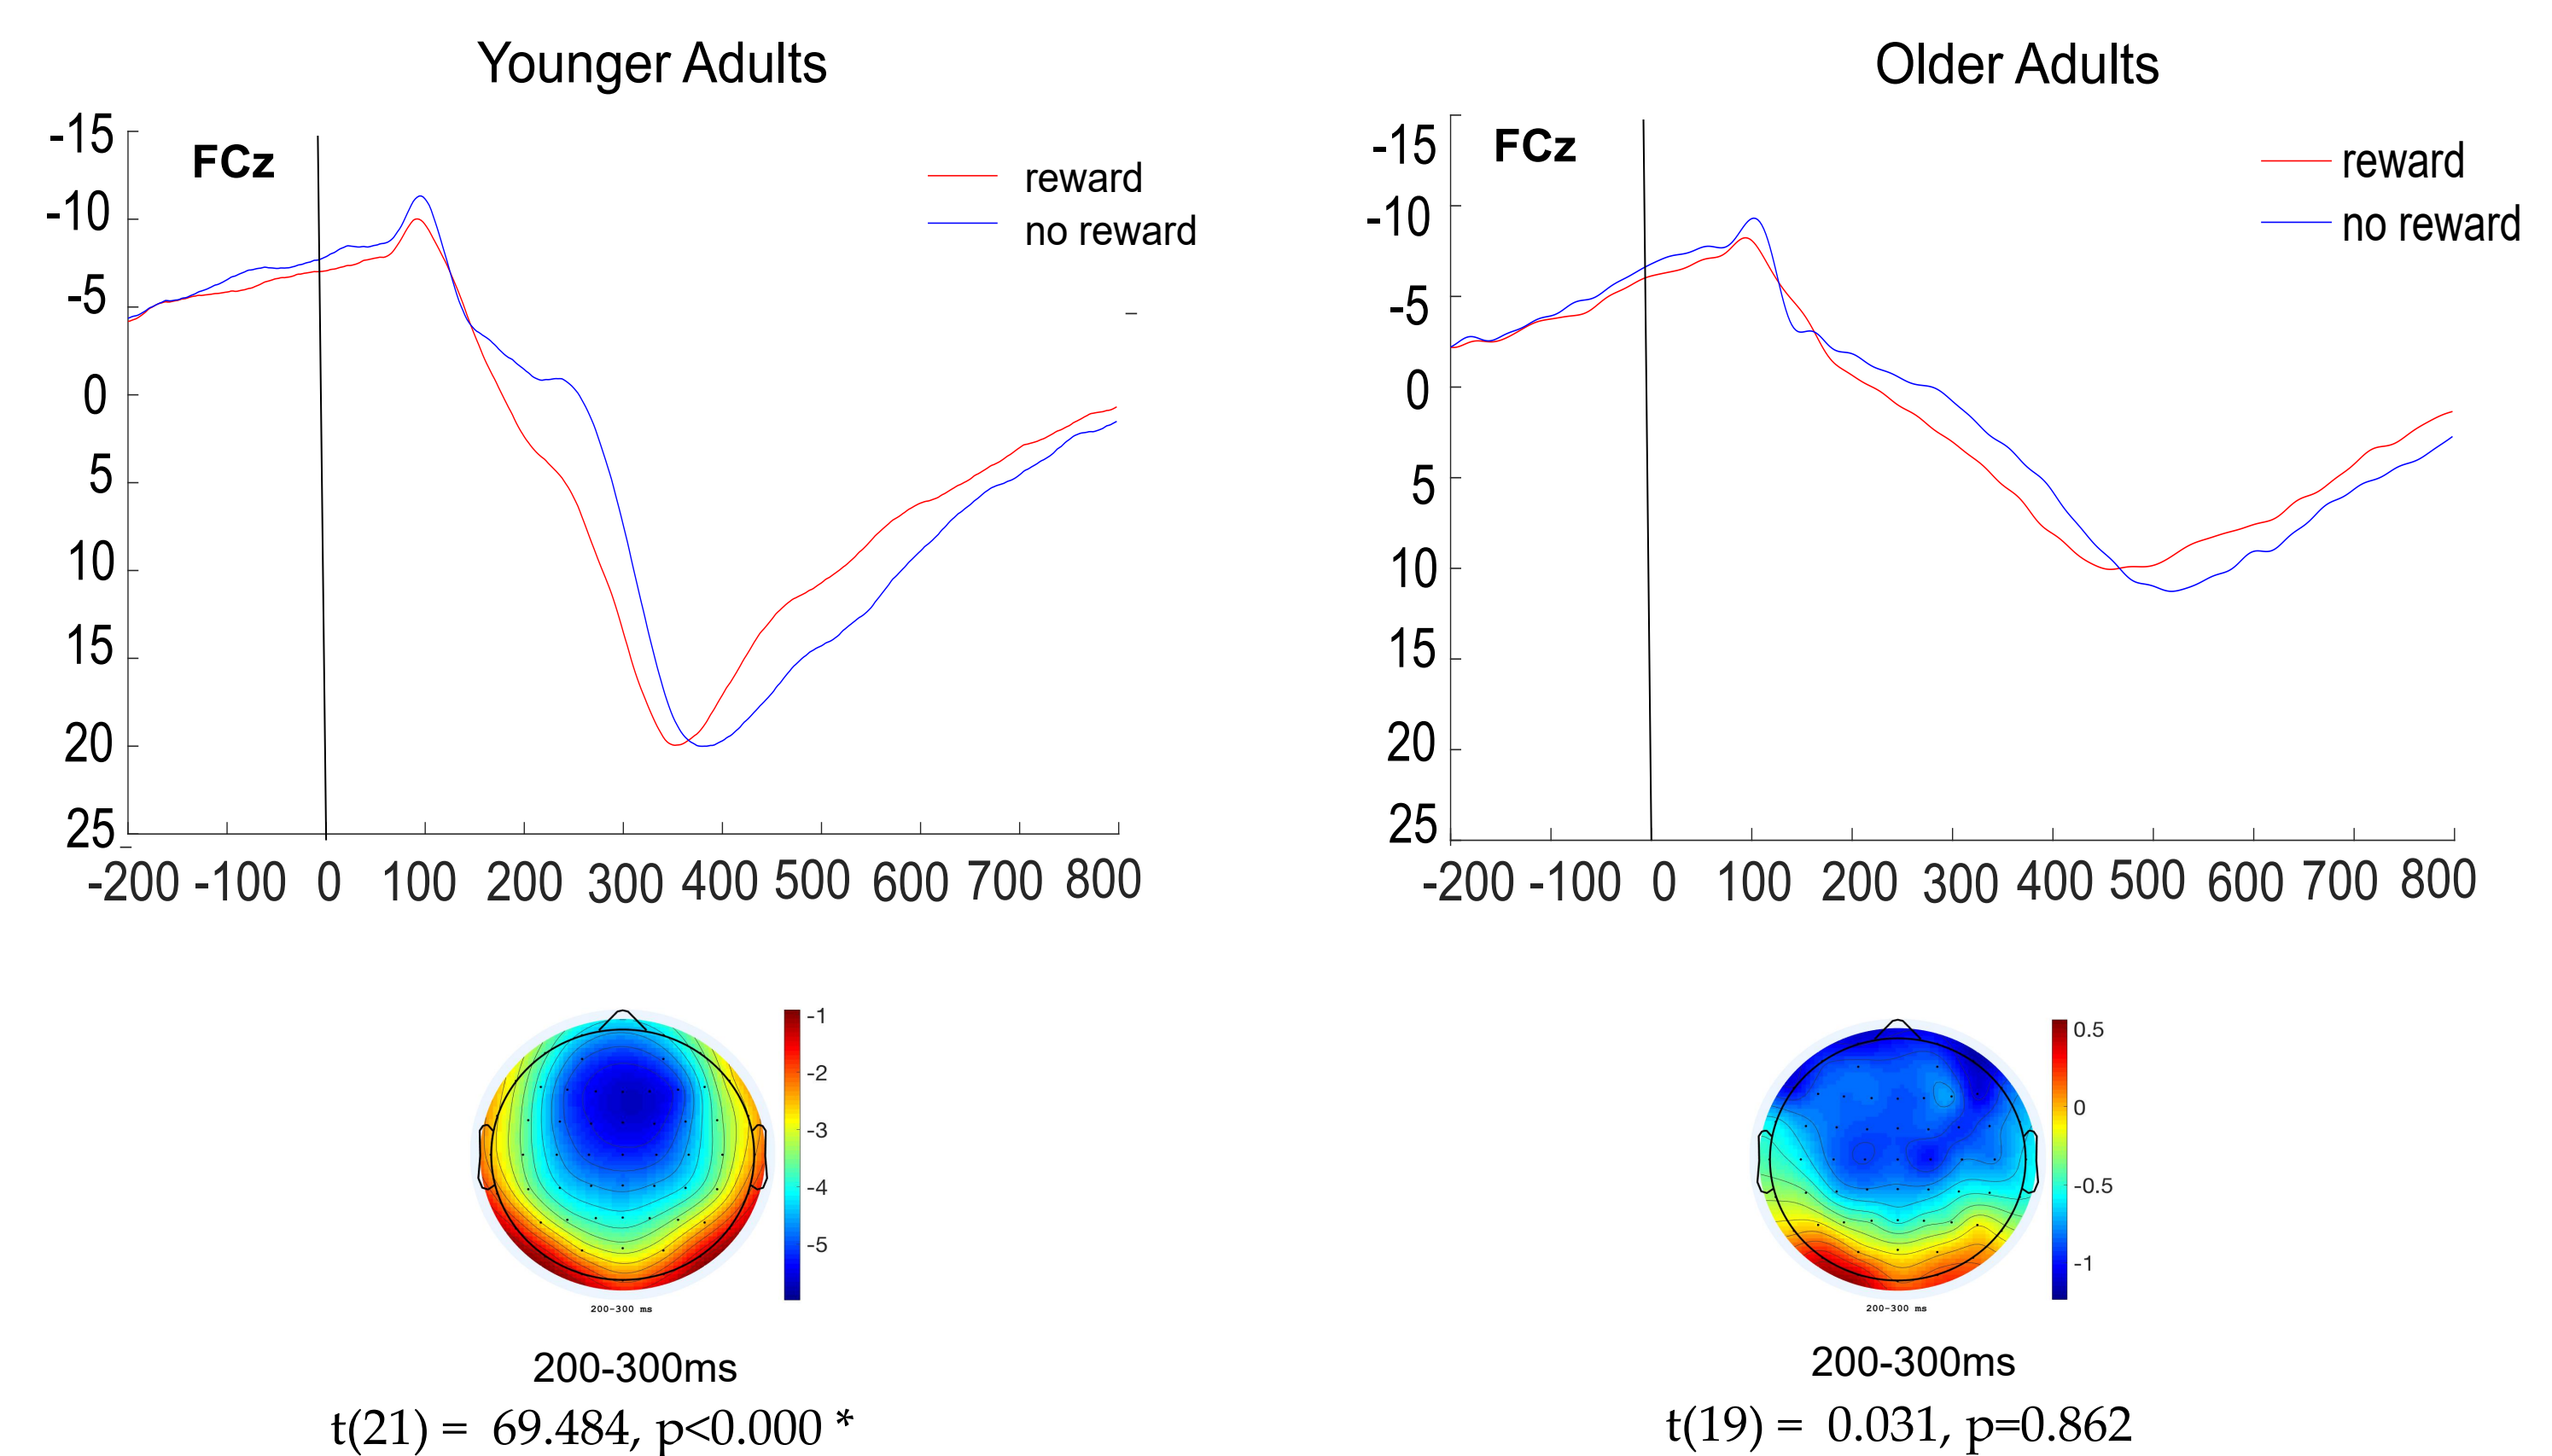 Younger Adults
-15
-10
-5
0
5
10
15
20
25
FCz
reward
no reward
-200 -100 0 100 200 300 400 500 600 700 800
Older Adults
-15
-10
-5
0
5
10
15
20
25
FCz
reward
no reward
-200 -100 0 100 200 300 400 500 600 700 800
-1
-2
-3
-4
-5
200-300 ms
200-300ms
t(21) = 69.484, p<0.000 *
0.5
0
-0.5
-1
200-300 ms
200-300ms
t(19) = 0.031, p=0.862